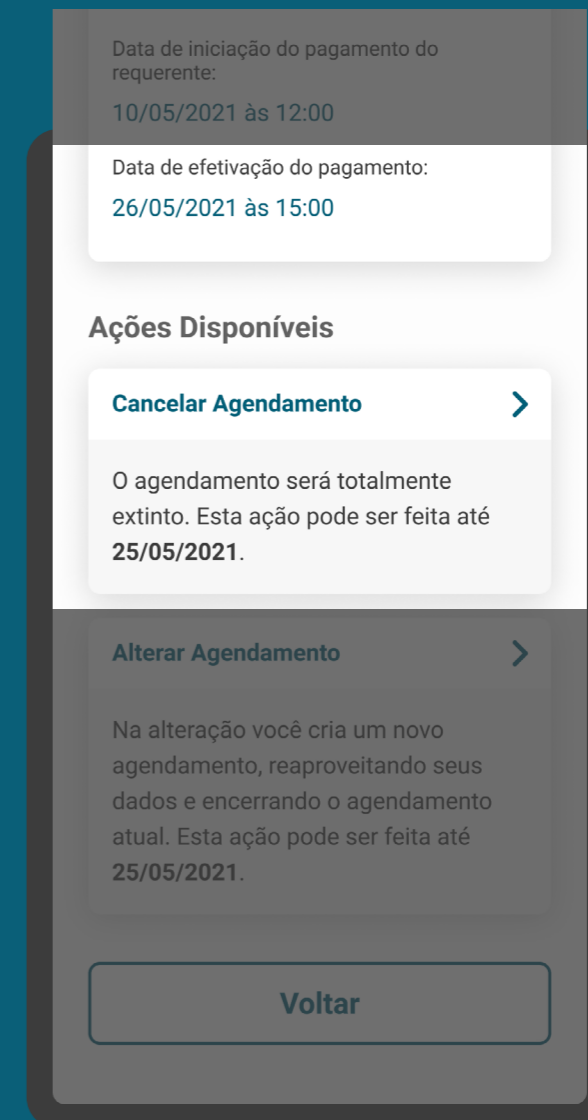 Data de iniciação do pagamento do
requerente:
10/05/2021 às 12:00
Data de efetivação do pagamento:
26/05/2021 às 15:00
Ações Disponíveis
Cancelar Agendamento
O agendamento será totalmente
extinto. Esta ação pode ser feita até
25/05/2021.
Alterar Agendamento
Na alteração você cria um novo
agendamento, reaproveitando seus
dados e encerrando o agendamento
atual. Esta ação pode ser feita até
25/05/2021.
Voltar